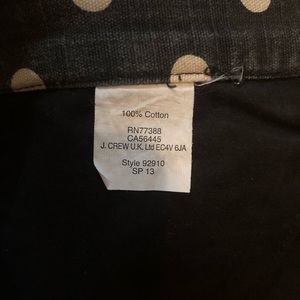 100% Cotton
RN77388
CA56445
J. CREW U.K, Ltd EC4V 6JA
Style 92910
SP 13